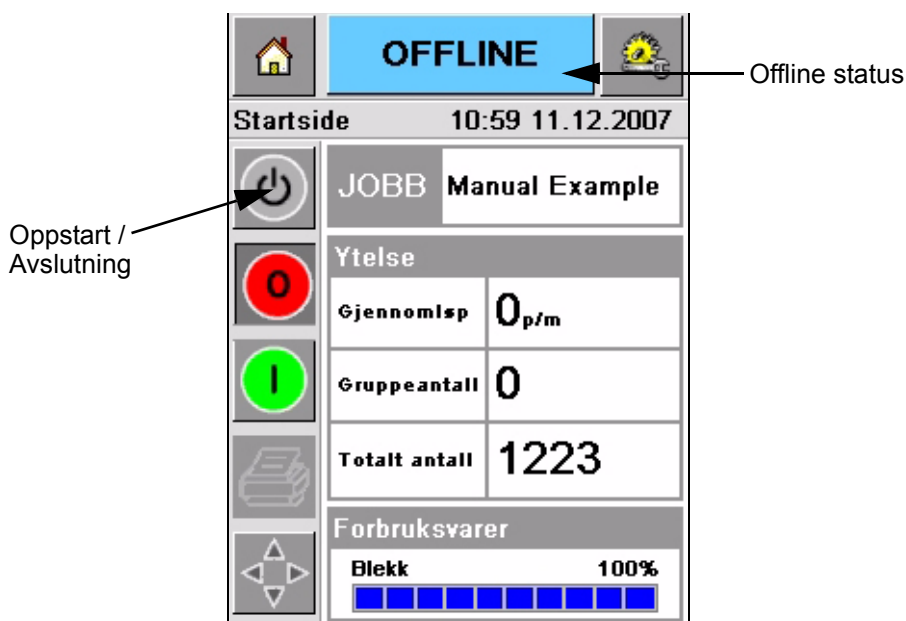 OFFLINE
Offline status
Startside 10:59 11.12.2007
JOBB Manual Example
Oppstart /
Avslutning
Ytelse
O
Gjennomløp 0p/m
I
Gruppeantall 0
Totalt antall 1223
Forbruksvarer
Blekk 100%